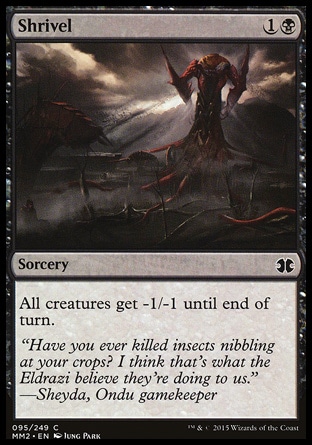 Shrivel 1
Sorcery
All creatures get -1/-1 until end of
turn.
“Have you ever killed insects nibbling
at your crops? I think that's what the
Eldrazi believe they're doing to us.”
—Sheyda, Ondu gamekeeper
095/249 C
MM2 • EN Jung Park
™ & © 2015 Wizards of the Coast